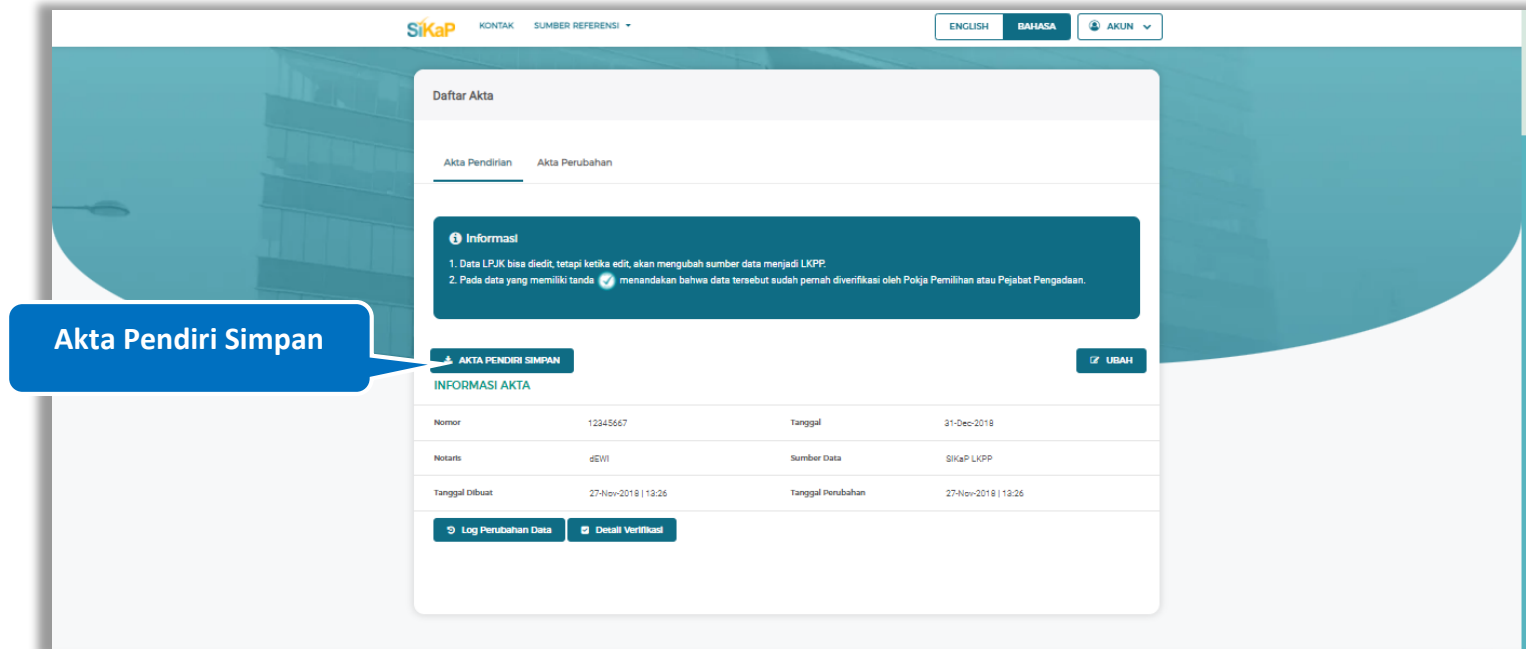 SiKaP KONTAK SUMBER REFERENSI ENGLISH BAHASA AKUN
Daftar Akta
Akta Pendirian Akta Perubahan
Informasi
1. Data LPJK bisa diedit, tetapi ketika edit, akan mengubah sumber data menjadi LKPP.
2. Pada data yang memiliki tanda menandakan bahwa data tersebut sudah pernah diverifikasi oleh Pokja Pemilihan atau Pejabat Pengadaan.
Akta Pendiri Simpan
AKTA PENDIRI SIMPAN UBAH
INFORMASI AKTA
Nomor 12345667 Tanggal 31-Dec-2018
Notaris dEWI Sumber Data SIKaP LKPP
Tanggal Dibuat 27-Nov-2018 | 13:26 Tanggal Perubahan 27-Nov-2018 | 13:26
Log Perubahan Data Detail Verifikasi